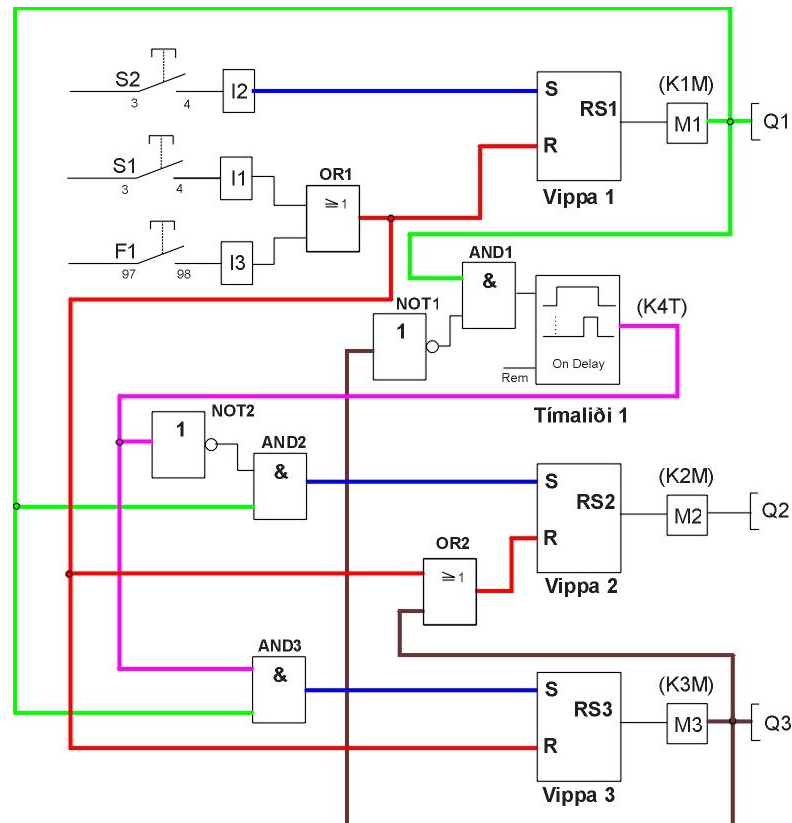 S2
3
4
I2
S
RS1
R
Vippa 1
(K1M)
M1
Q1
S1
3
4
I1
OR1
≧1
F1
97
98
I3
AND1
&
NOT1
1
(K4T)
On Delay
Rem
Tímaliði 1
NOT2
1
AND2
&
S
RS2
R
Vippa 2
(K2M)
M2
Q2
OR2
≧1
AND3
&
S
RS3
R
Vippa 3
(K3M)
M3
Q3